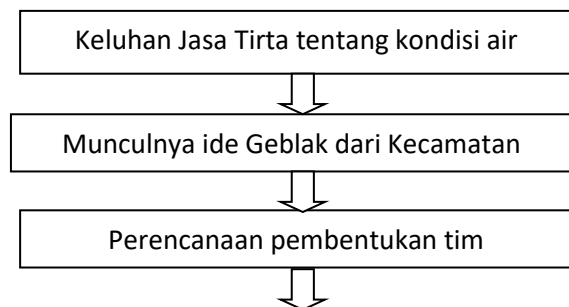 Keluhan Jasa Tirta tentang kondisi air
Munculnya ide Geblak dari Kecamatan
Perencanaan pembentukan tim